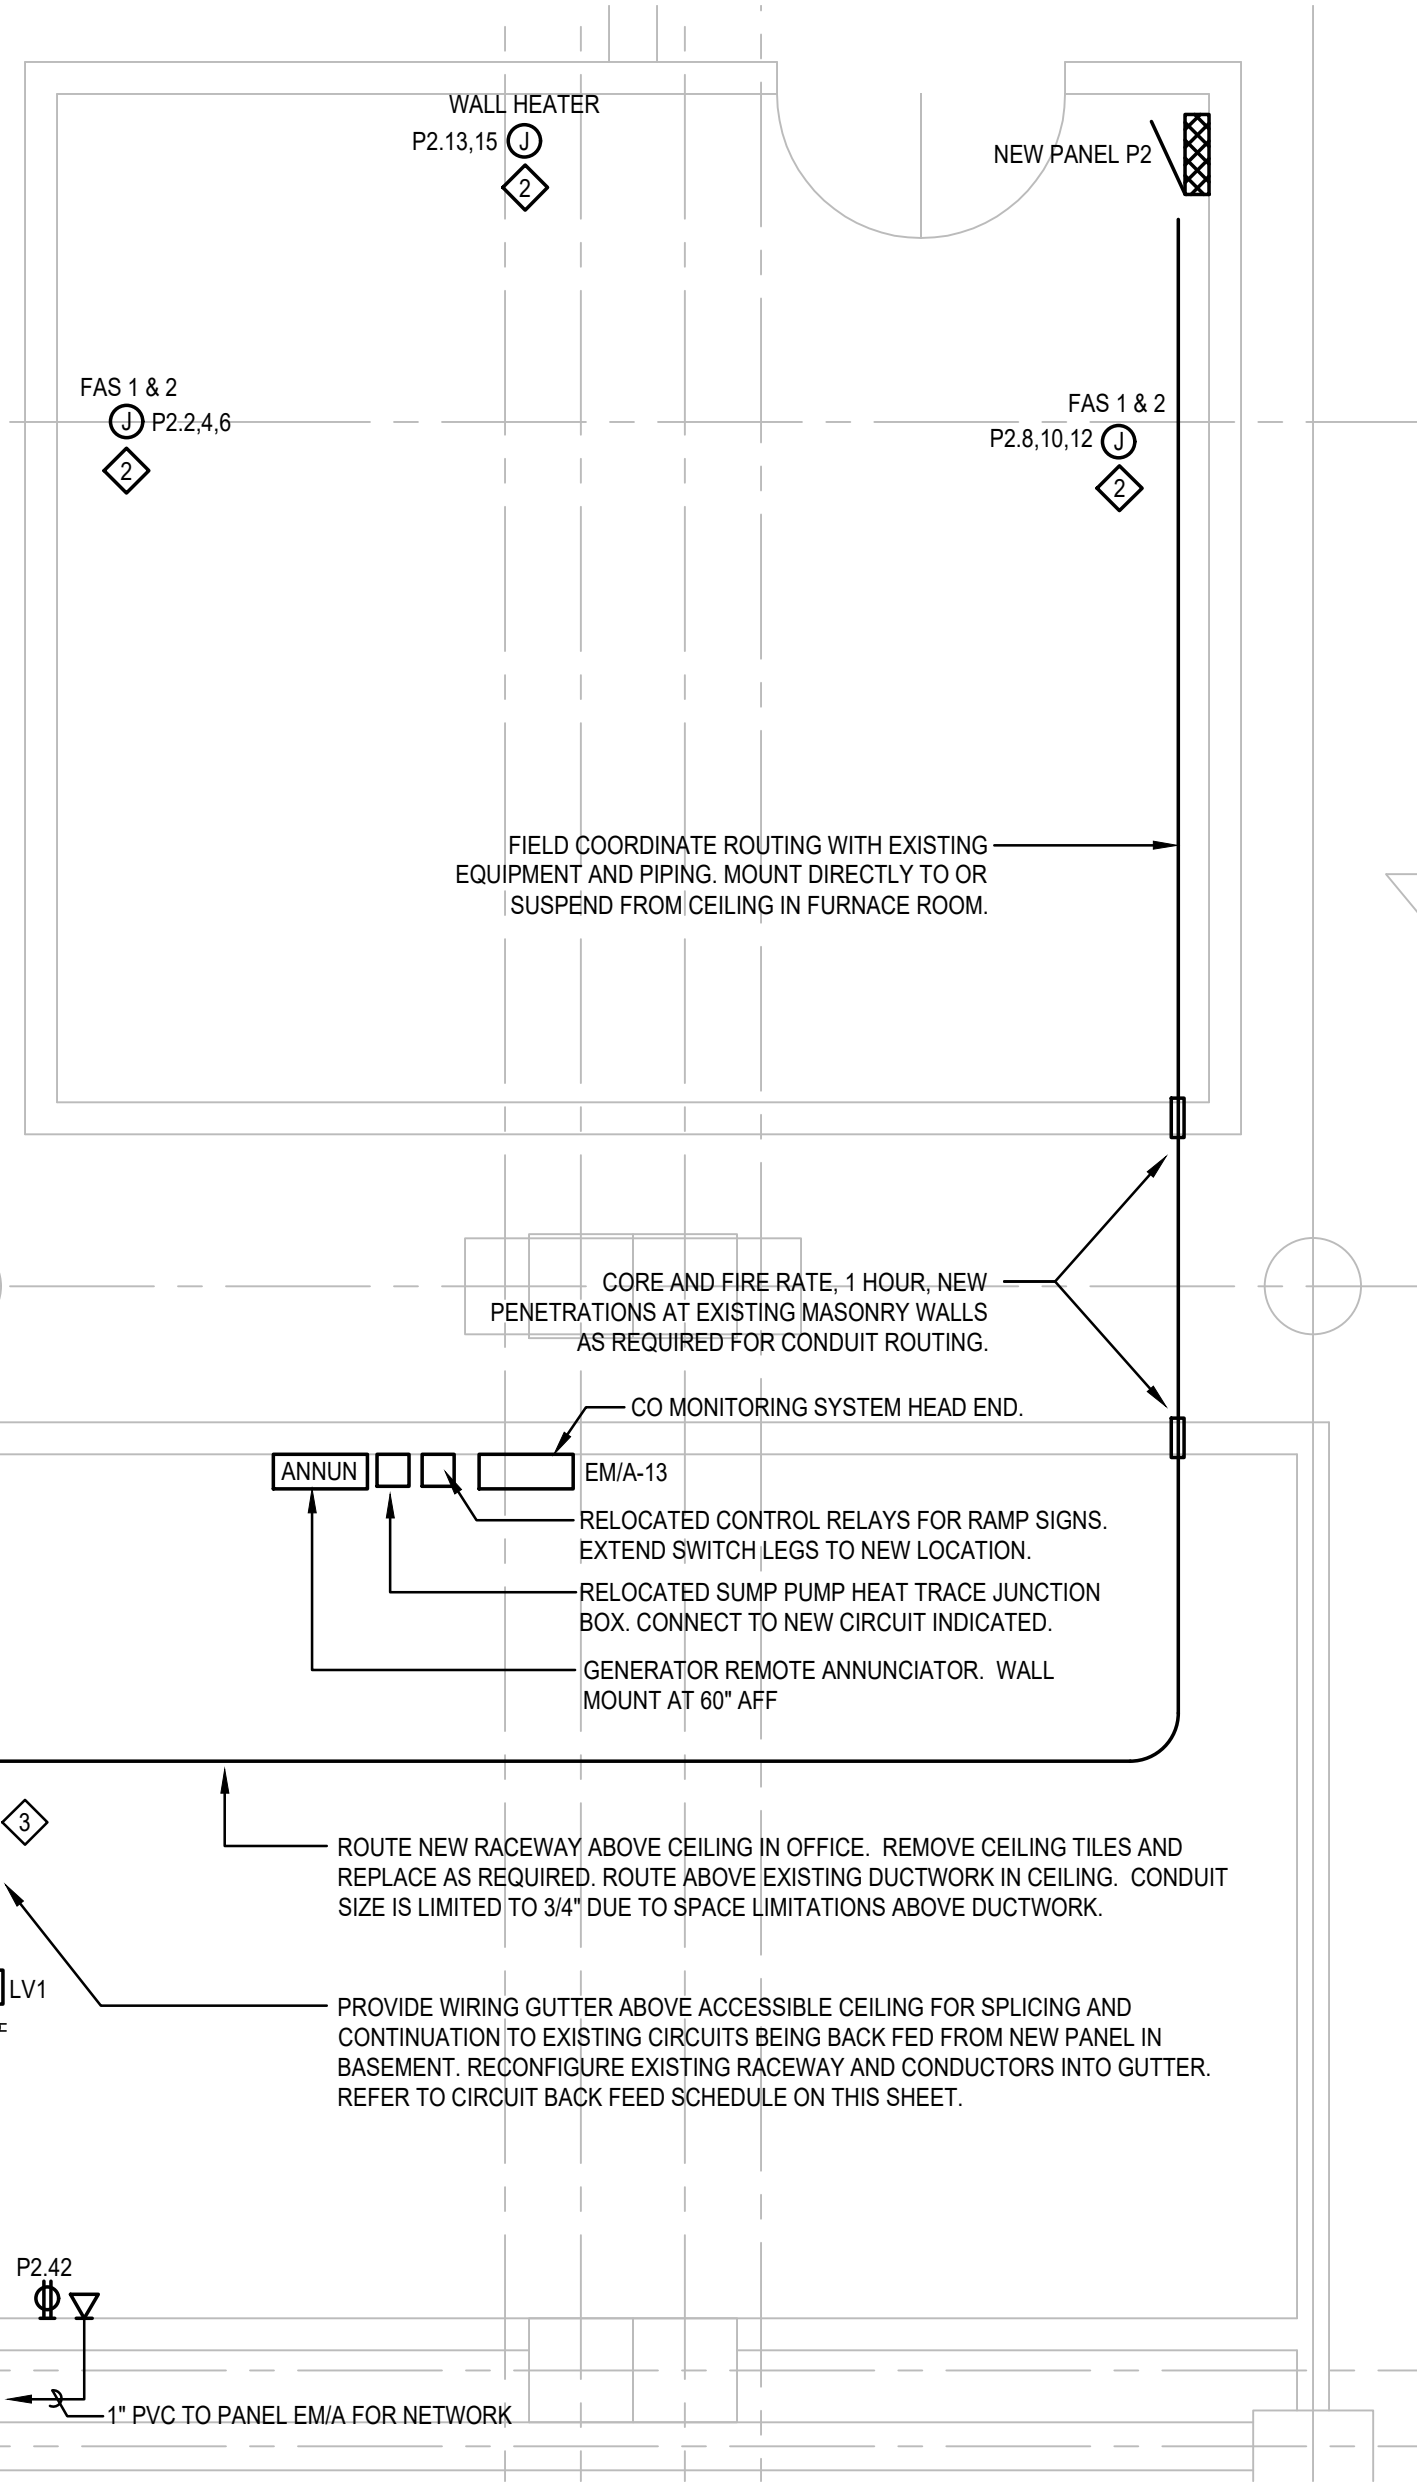 WALL HEATER
P2.13,15 J
2
NEW PANEL P2
FAS 1 & 2
J P2.2,4,6
2
FAS 1 & 2
P2.8,10,12 J
2
FIELD COORDINATE ROUTING WITH EXISTING
EQUIPMENT AND PIPING. MOUNT DIRECTLY TO OR
SUSPEND FROM CEILING IN FURNACE ROOM.
CORE AND FIRE RATE, 1 HOUR, NEW
PENETRATIONS AT EXISTING MASONRY WALLS
AS REQUIRED FOR CONDUIT ROUTING.
CO MONITORING SYSTEM HEAD END.
ANNUN
EM/A-13
RELOCATED CONTROL RELAYS FOR RAMP SIGNS.
EXTEND SWITCH LEGS TO NEW LOCATION.
RELOCATED SUMP PUMP HEAT TRACE JUNCTION
BOX. CONNECT TO NEW CIRCUIT INDICATED.
GENERATOR REMOTE ANNUNCIATOR. WALL
MOUNT AT 60" AFF
3
ROUTE NEW RACEWAY ABOVE CEILING IN OFFICE. REMOVE CEILING TILES AND
REPLACE AS REQUIRED. ROUTE ABOVE EXISTING DUCTWORK IN CEILING. CONDUIT
SIZE IS LIMITED TO 3/4" DUE TO SPACE LIMITATIONS ABOVE DUCTWORK.
LV1
PROVIDE WIRING GUTTER ABOVE ACCESSIBLE CEILING FOR SPLICING AND
CONTINUATION TO EXISTING CIRCUITS BEING BACK FED FROM NEW PANEL IN
BASEMENT. RECONFIGURE EXISTING RACEWAY AND CONDUCTORS INTO GUTTER.
REFER TO CIRCUIT BACK FEED SCHEDULE ON THIS SHEET.
P2.42
1" PVC TO PANEL EM/A FOR NETWORK